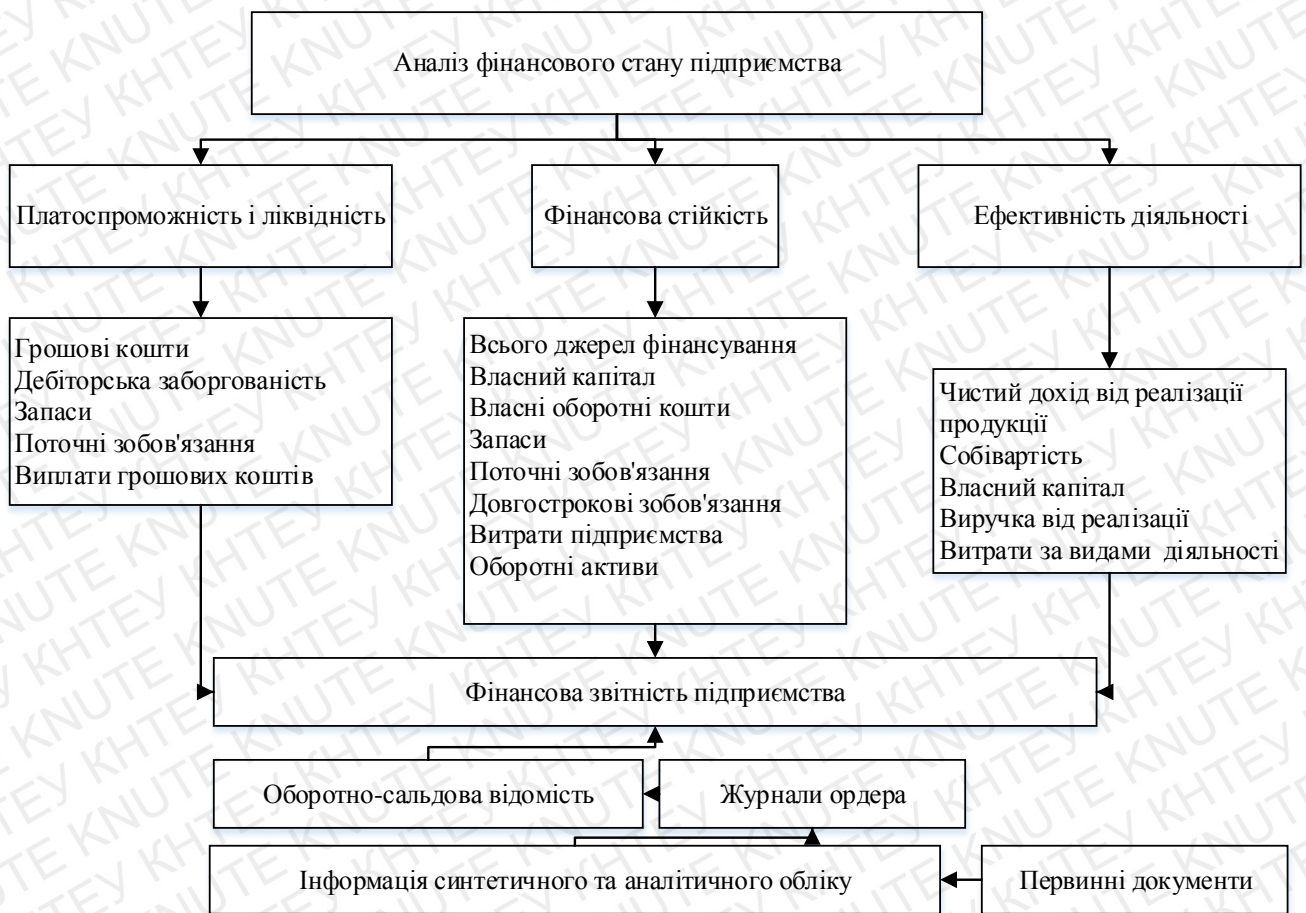 Аналіз фінансового стану підприємства
Платоспроможність і ліквідність
Фінансова стійкість
Ефективність діяльності
Грошові кошти
Дебіторська заборгованість
Запаси
Поточні зобов'язання
Виплати грошових коштів
Всього джерел фінансування
Власний капітал
Власні оборотні кошти
Запаси
Поточні зобов'язання
Довгострокові зобов'язання
Витрати підприємства
Оборотні активи
Чистий дохід від реалізації
продукції
Собівартість
Власний капітал
Виручка від реалізації
Витрати за видами діяльності
Фінансова звітність підприємства
Оборотно-сальдова відомість
Журнали ордера
Інформація синтетичного та аналітичного обліку
Первинні документи